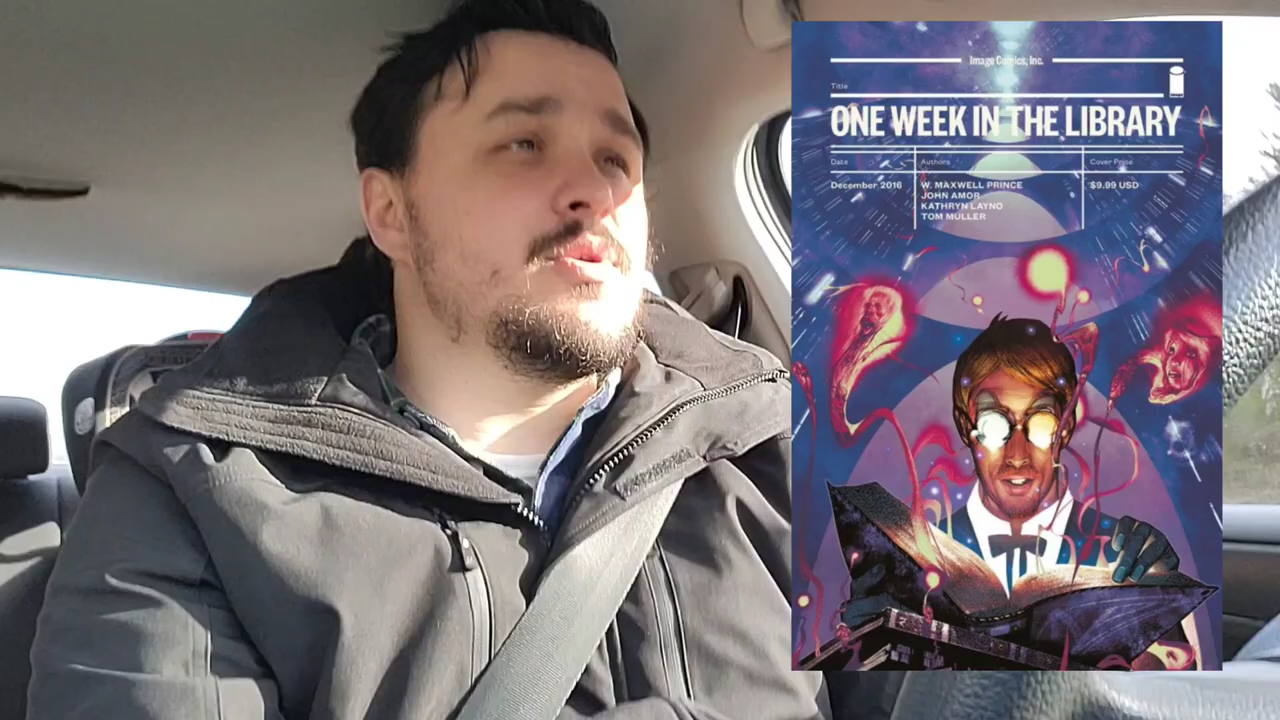 Image Comics, Inc.
Title
ONE WEEK IN THE LIBRARY
Date
Authors
Cover Price
December 2016
W. MAXWELL PRINCE
$9.99 USD
JOHN AMOR
KATHRYN LAYNO
TOM MULLER